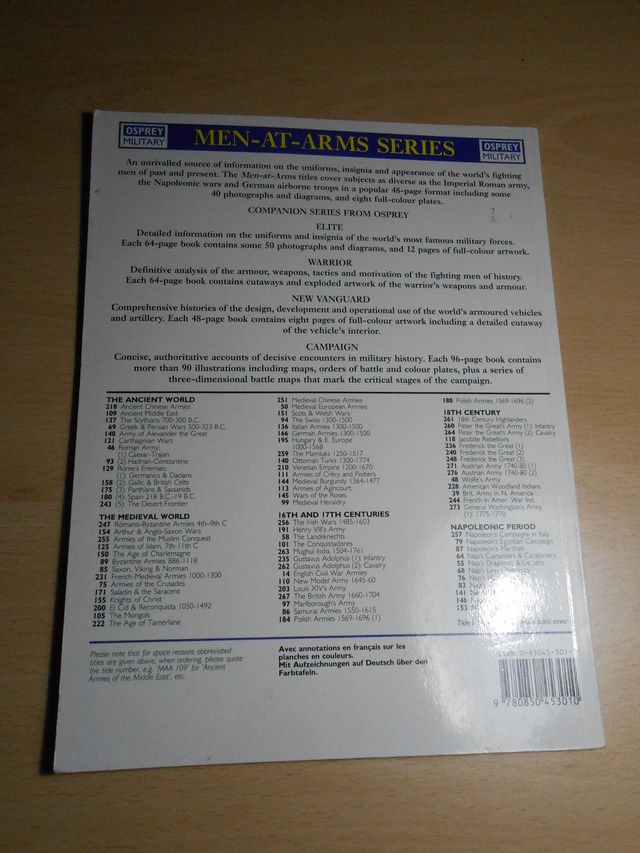 OSPREY
MILITARY
MEN-AT-ARMS SERIES
OSPREY
MILITARY
An unrivalled source of information on the uniforms, insignia and appearance of the world's fighting
men of past and present. The Men-at-Arms titles cover subjects as diverse as the Imperial Roman army,
the Napoleonic wars and German airborne troops in a popular 48-page format including some
40 photographs and diagrams, and eight full-colour plates.
COMPANION SERIES FROM OSPREY
ELITE
Detailed information on the uniforms and insignia of the world's most famous military forces.
Each 64-page book contains some 50 photographs and diagrams, and 12 pages of full-colour artwork.
WARRIOR
Definitive analysis of the armour, weapons, tactics and motivation of the fighting men of history.
Each 64-page book contains cutaways and exploded artwork of the warrior's weapons and armour.
NEW VANGUARD
Comprehensive histories of the design, development and operational use of the world's armoured vehicles
and artillery. Each 48-page book contains eight pages of full-colour artwork including a detailed cutaway
of the vehicle's interior.
CAMPAIGN
Concise, authoritative accounts of decisive encounters in military history. Each 96-page book contains
more than 90 illustrations including maps, orders of battle and colour plates, plus a series of
three-dimensional battle maps that mark the critical stages of the campaign.
THE ANCIENT WORLD
218 Ancient Chinese Armies
109 Ancient Middle East
137 The Scythians 700-300 B.C.
69 Greek & Persian Wars 500-323 B.C.
148 Army of Alexander the Great
121 Carthaginian Wars
46 Roman Army:
(1) Caesar-Trajan
93 (2) Hadrian-Constantine
129 Rome's Enemies:
(1) Germanics & Dacians
158 (2): Gallic & British Celts
175 (3): Parthians & Sassanids
180 (4): Spain 218 B.C.-19 B.C.
243 (5): The Desert Frontier
THE MEDIEVAL WORLD
247 Romano-Byzantine Armies 4th-9th C
154 Arthur & Anglo-Saxon Wars
255 Armies of the Muslim Conquest
125 Armies of Islam, 7th-11th C
150 The Age of Charlemagne
89 Byzantine Armies 886-1118
85 Saxon, Viking & Norman
231 French Medieval Armies 1000-1300
75 Armies of the Crusades
171 Saladin & the Saracens
155 Knights of Christ
200 El Cid & Reconquista 1050-1492
105 The Mongols
222 The Age of Tamerlane
251 Medieval Chinese Armies
50 Medieval European Armies
151 Scots & Welsh Wars
94 The Swiss 1300-1500
136 Italian Armies 1300-1500
166 German Armies 1300-1500
195 Hungary & E. Europe
1000-1568
259 The Mamluks 1250-1517
140 Ottoman Turks 1300-1774
210 Venetian Empire 1200-1670
111 Armies of Crécy and Poitiers
144 Medieval Burgundy 1364-1477
113 Armies of Agincourt
145 Wars of the Roses
99 Medieval Heraldry
16TH AND 17TH CENTURIES
256 The Irish Wars 1485-1603
191 Henry VIII's Army
58 The Landsknechts
101 The Conquistadores
263 Mughul India 1504-1761
235 Gustavus Adolphus (1): Infantry
262 Gustavus Adolphus (2): Cavalry
14 English Civil War Armies
110 New Model Army 1645-60
203 Louis XIV's Army
267 The British Army 1660-1704
97 Marlborough's Army
86 Samurai Armies 1550-1615
184 Polish Armies 1569-1696 (1)
188 Polish Armies 1569-1696 (2)
18TH CENTURY
261 18th Century Highlanders
260 Peter the Great's Army (1): Infantry
264 Peter the Great's Army (2): Cavalry
118 Jacobite Rebellions
236 Frederick the Great (1)
240 Frederick the Great (2)
248 Frederick the Great (3)
271 Austrian Army 1740-80 (1)
276 Austrian Army 1740-80 (2)
48 Wolfe's Army
228 American Woodland Indians
39 Brit. Army in N. America
244 French in Amer. War Ind.
273 General Washington's Army
(1): 1775-1778
NAPOLEONIC PERIOD
257 Napoleon's Campaigns in Italy
79 Napoleon's Egyptian Campaign
87 Napoleon's Marshals
64 Nap's Cuirassiers & Carabiniers
55 Nap's Dragoons & Lancers
68 Nap's Line
76 Nap's
83 Nap's
141 Nap
146
153
Title
back cover
Please note that for space reasons abbreviated
titles are given above; when ordering, please quote
the title number, e.g. 'MAA 109' for 'Ancient
Armies of the Middle East', etc.
Avec annotations en français sur les
planches en couleurs.
Mit Aufzeichnungen auf Deutsch über den
Farbtafeln.
ISBN 0-85045-301-
9 780850 453010